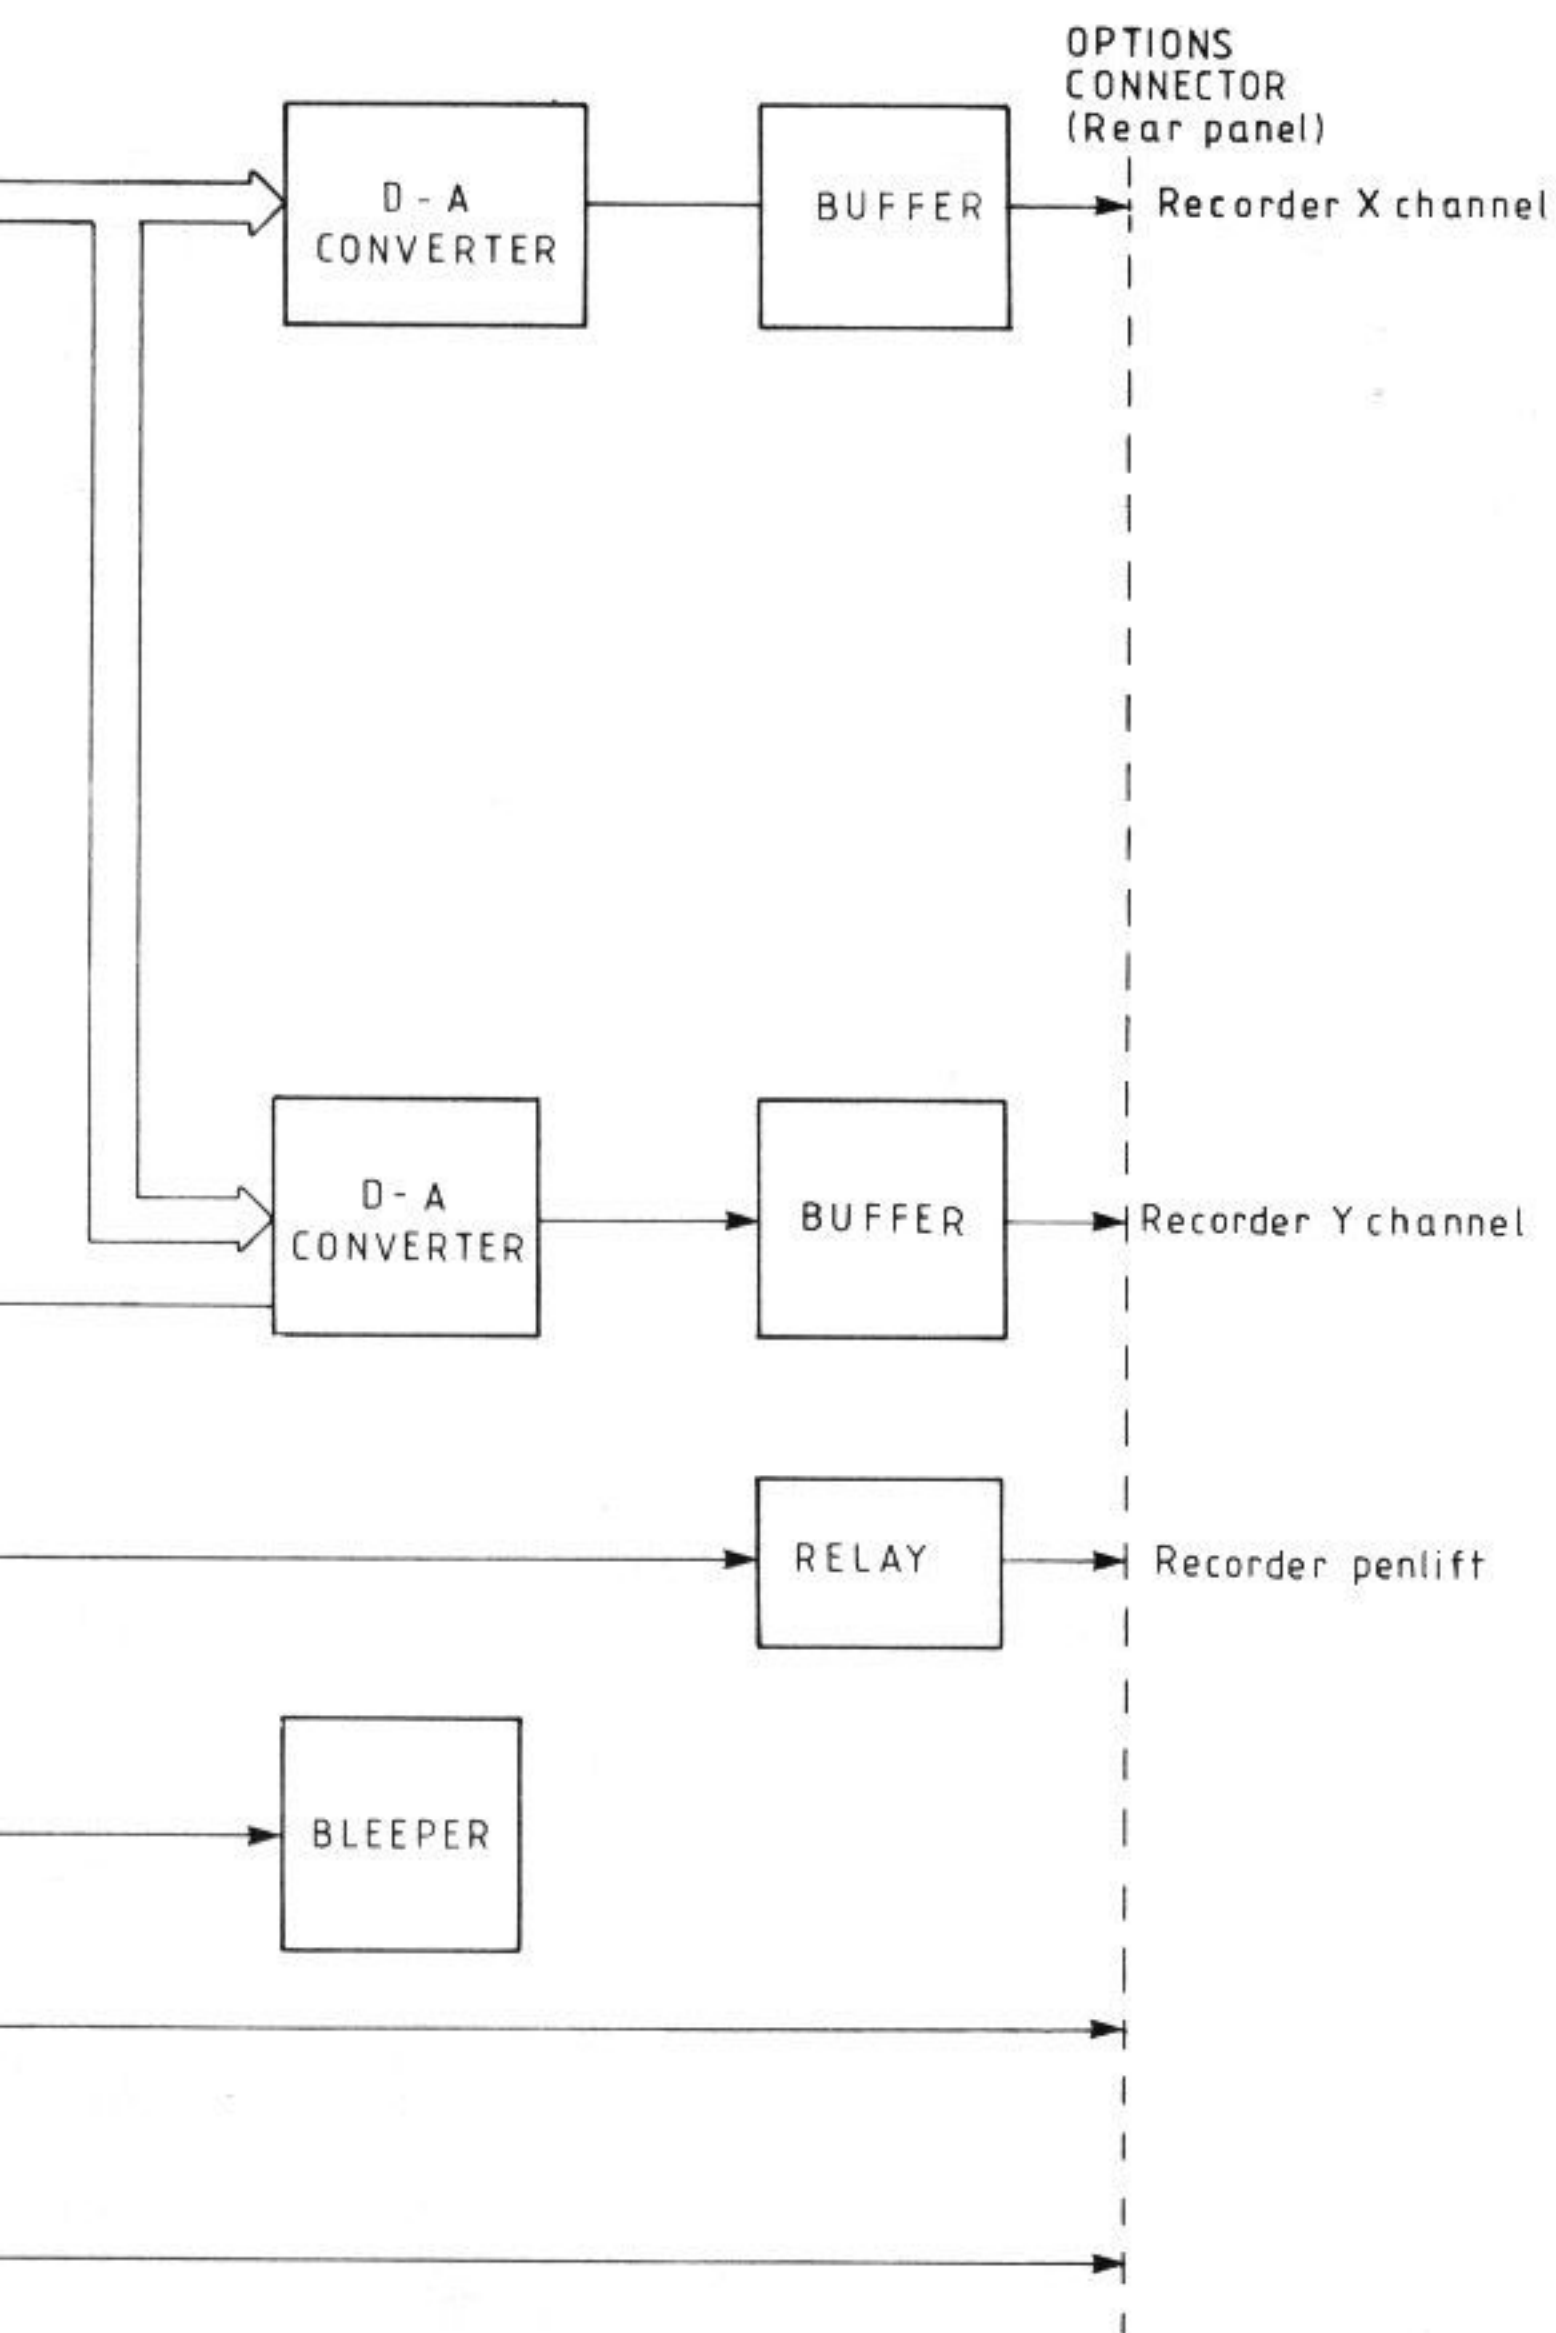 OPTIONS
CONNECTOR
(Rear panel)
D-A
CONVERTER
BUFFER
Recorder X channel
D-A
CONVERTER
BUFFER
Recorder Y channel
RELAY
Recorder penlift
BLEEPER